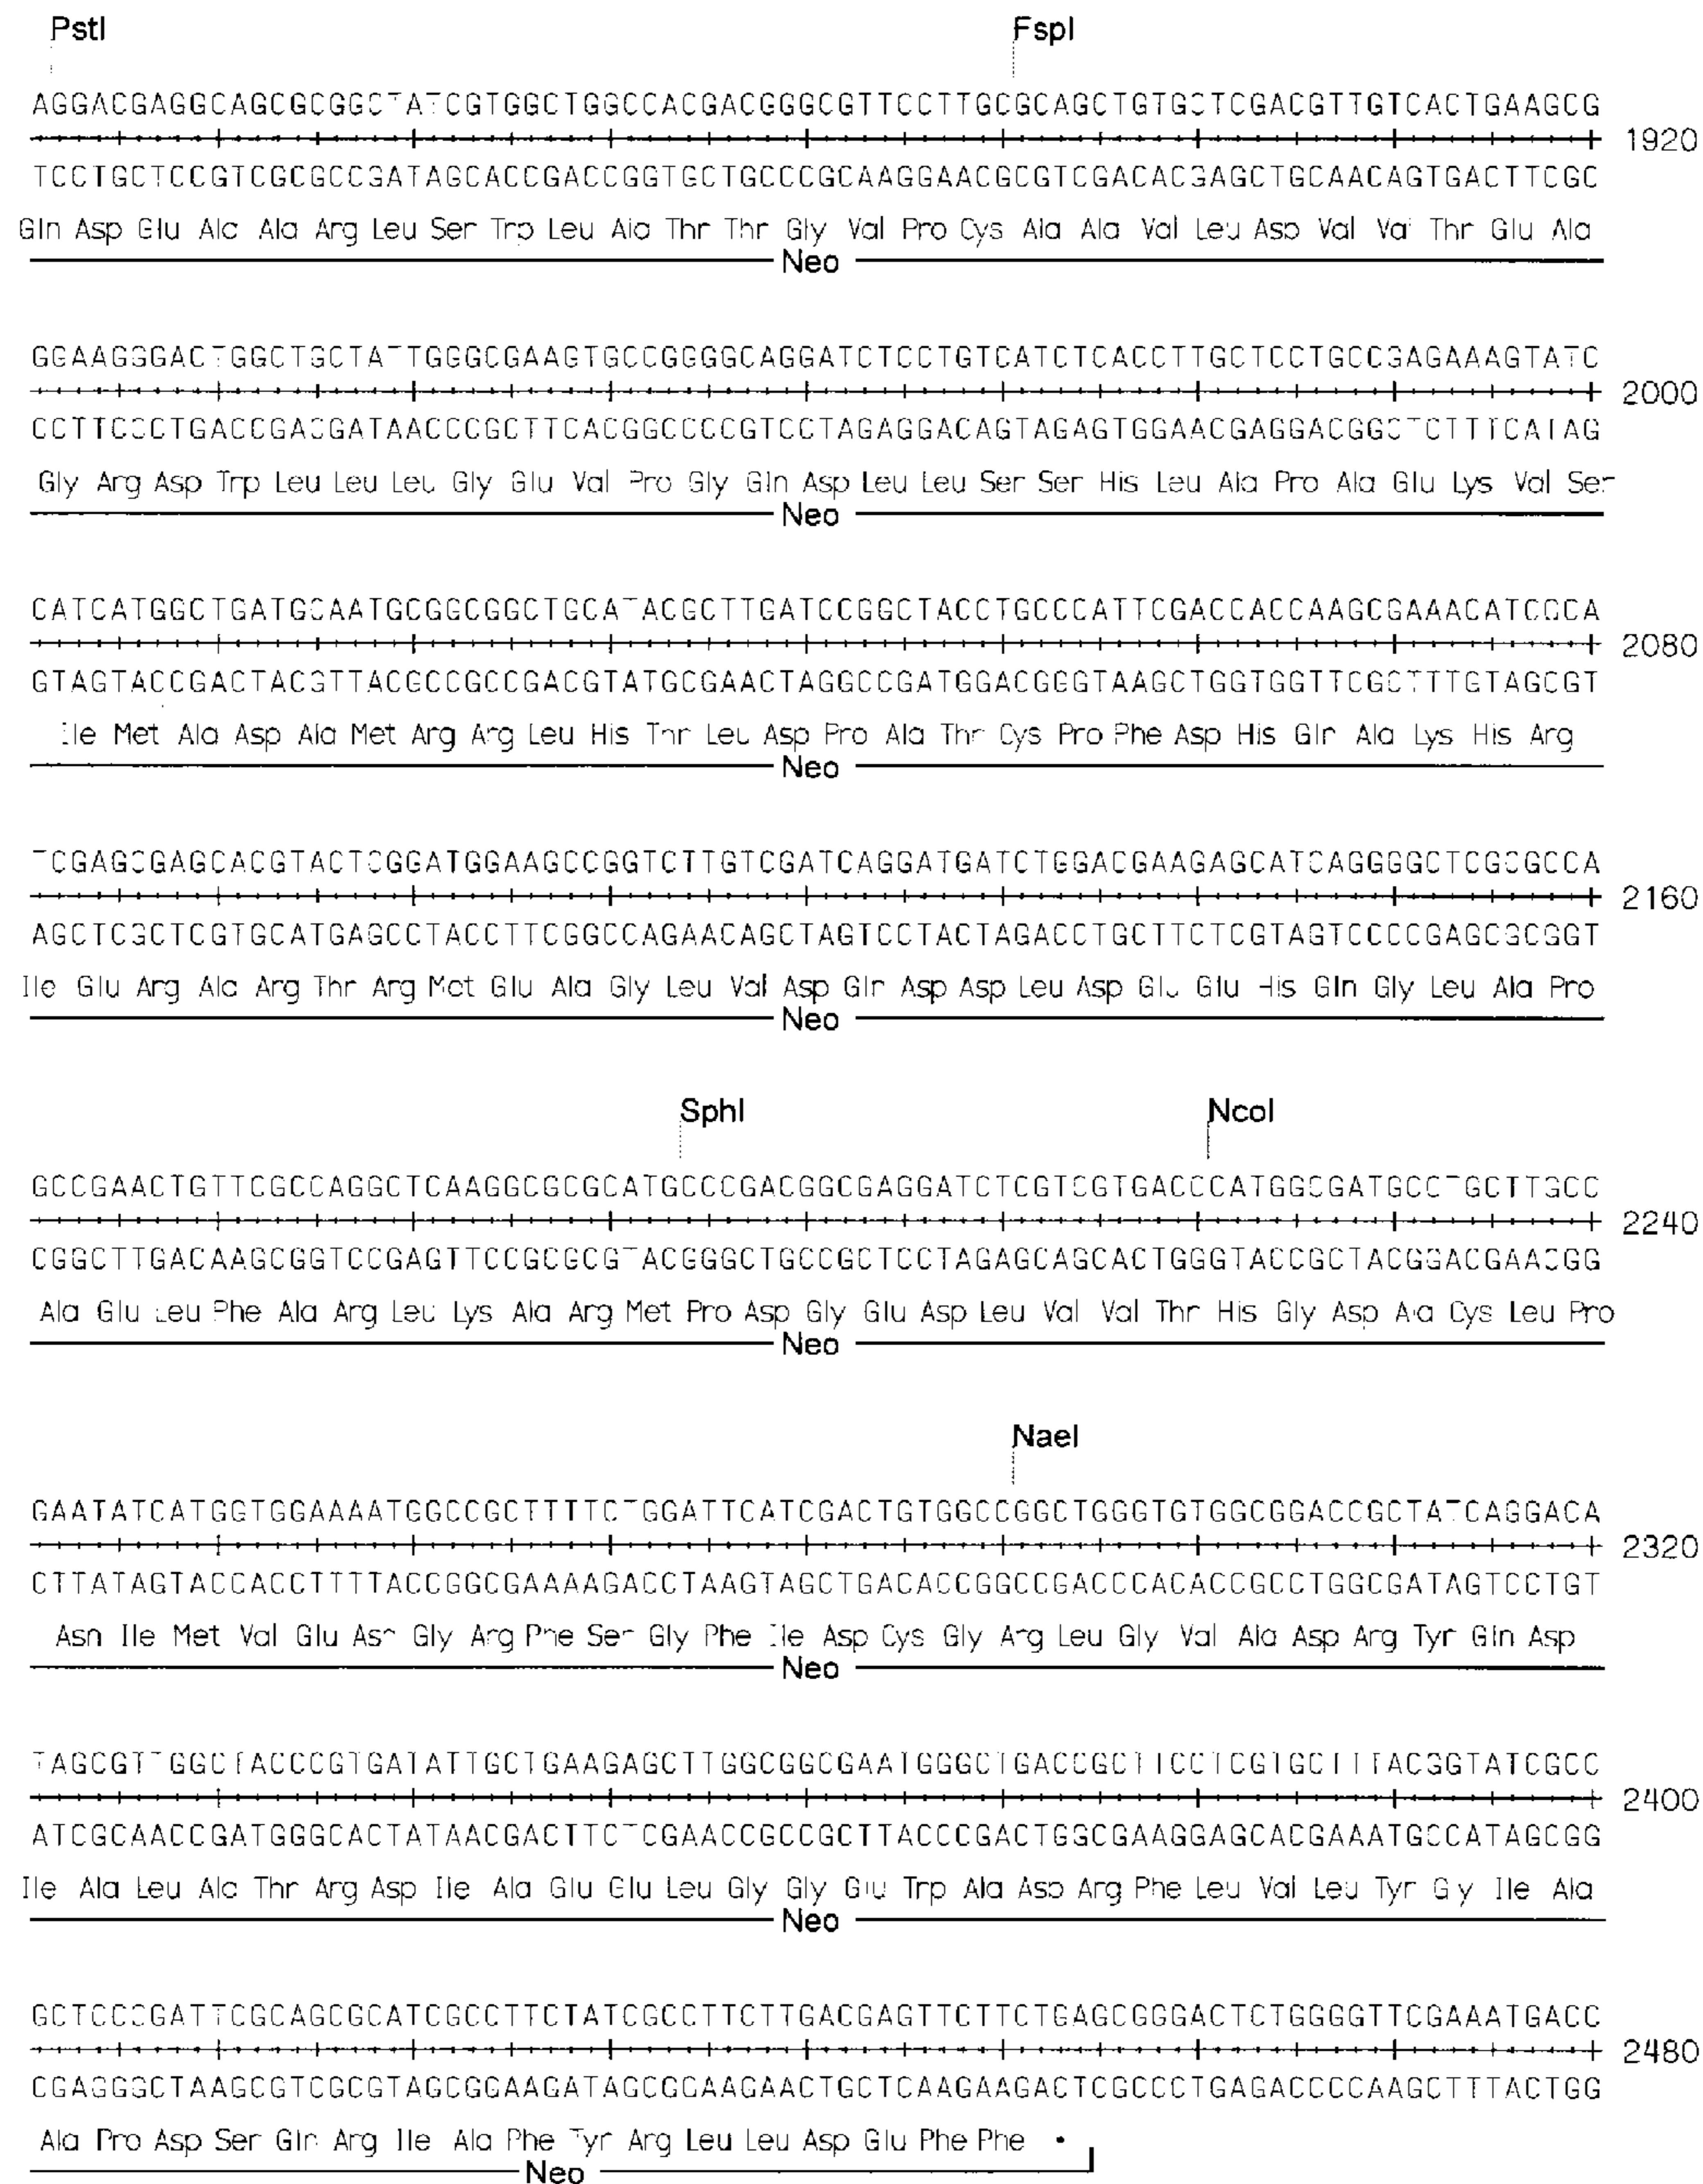 PstI FspI
AGGACGAGGCAGCGCGGCTATCGTGGCTGGCCACGACGGGCGTTCCTTGCGCAGCTGTGCTCGACGTTGTCACTGAAGCG
1920
TCCTGCTCCGTCGCGCCGATAGCACCGACCGGTGCTGCCCGCAAGGAACGCGTCGACACGAGCTGCAACAGTGACTTCGC
Gln Asp Glu Ala Ala Arg Leu Ser Trp Leu Ala Thr Thr Gly Val Pro Cys Ala Ala Val Leu Asp Val Val Thr Glu Ala
Neo
GGAAGGGACTGGCTGCTATTGGGCGAAGTGCCGGGGCAGGATCTCCTGTCATCTCACCTTGCTCCTGCCGAGAAAGTATC
2000
CCTTCCCTGACCGACGATAACCCGCTTCACGGCCCCGTCCTAGAGGACAGTAGAGTGGAACGAGGACGGCTCTTTCATAG
Gly Arg Asp Trp Leu Leu Leu Gly Glu Val Pro Gly Gln Asp Leu Leu Ser Ser His Leu Ala Pro Ala Glu Lys Val Ser
Neo
CATCATGGCTGATGCAATGCGGCGGCTGCATACGCTTGATCCGGCTACCTGCCCATTCGACCACCAAGCGAAACATCGCA
2080
GTAGTACCGACTACGTTACGCCGCCGACGTATGCGAACTAGGCCGATGGACGGGTAAGCTGGTGGTTCGCTTTGTAGCGT
Ile Met Ala Asp Ala Met Arg Arg Leu His Thr Leu Asp Pro Ala Thr Cys Pro Phe Asp His Gln Ala Lys His Arg
Neo
TCGAGCGAGCACGTACTCGGATGGAAGCCGGTCTTGTCGATCAGGATGATCTGGACGAAGAGCATCAGGGGCTCGCGCCA
2160
AGCTCGCTCGTGCATGAGCCTACCTTCGGCCAGAACAGCTAGTCCTACTAGACCTGCTTCTCGTAGTCCCCGAGCGCGGT
Ile Glu Arg Ala Arg Thr Arg Met Glu Ala Gly Leu Val Asp Gln Asp Asp Leu Asp Glu Glu His Gln Gly Leu Ala Pro
Neo
SphI NcoI
GCCGAACTGTTCGCCAGGCTCAAGGCGCGCATGCCCGACGGCGAGGATCTCGTCGTGACCCATGGCGATGCCTGCTTGCC
2240
CGGCTTGACAAGCGGTCCGAGTTCCGCGCGTACGGGCTGCCGCTCCTAGAGCAGCACTGGGTACCGCTACGGACGAACGG
Ala Glu Leu Phe Ala Arg Leu Lys Ala Arg Met Pro Asp Gly Glu Asp Leu Val Val Thr His Gly Asp Ala Cys Leu Pro
Neo
NaeI
GAATATCATGGTGGAAAATGGCCGCTTTTCTGGATTCATCGACTGTGGCCGGCTGGGTGTGGCGGACCGCTATCAGGACA
2320
CTTATAGTACCACCTTTTACCGGCGAAAAGACCTAAGTAGCTGACACCGGCCGACCCACACCGCCTGGCGATAGTCCTGT
Asn Ile Met Val Glu Asn Gly Arg Phe Ser Gly Phe Ile Asp Cys Gly Arg Leu Gly Val Ala Asp Arg Tyr Gln Asp
Neo
TAGCGTTGGCTACCCGTGATATTGCTGAAGAGCTTGGCGGCGAATGGGCTGACCGCTTCCTCGTGCTTTACGGTATCGCC
2400
ATCGCAACCGATGGGCACTATAACGACTTCTCGAACCGCCGCTTACCCGACTGGCGAAGGAGCACGAAATGCCATAGCGG
Ile Ala Leu Ala Thr Arg Asp Ile Ala Glu Glu Leu Gly Gly Glu Trp Ala Asp Arg Phe Leu Val Leu Tyr Gly Ile Ala
Neo
GCTCCCGATTCGCAGCGCATCGCCTTCTATCGCCTTCTTGACGAGTTCTTCTGAGCGGGACTCTGGGGTTCGAAATGACC
2480
CGAGGGCTAAGCGTCGCGTAGCGGAAGATAGCGGAAGAACTGCTCAAGAAGACTCGCCCTGAGACCCCAAGCTTTACTGG
Ala Pro Asp Ser Gln Arg Ile Ala Phe Tyr Arg Leu Leu Asp Glu Phe Phe •
Neo